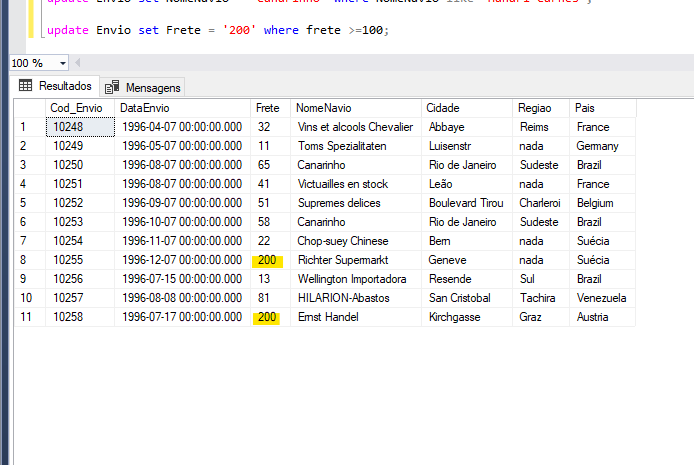 update Envio set Frete = '200' where frete >=100;
100 %
Resultados Mensagens
Cod_Envio DataEnvio Frete NomeNavio Cidade Regiao Pais
1 10248 1996-04-07 00:00:00.000 32 Vins et alcools Chevalier Abbaye Reims France
2 10249 1996-05-07 00:00:00.000 11 Toms Spezialitaten Luisenstr nada Germany
3 10250 1996-08-07 00:00:00.000 65 Canarinho Rio de Janeiro Sudeste Brazil
4 10251 1996-08-07 00:00:00.000 41 Victuailles en stock Leão nada France
5 10252 1996-09-07 00:00:00.000 51 Supremes delices Boulevard Tirou Charleroi Belgium
6 10253 1996-10-07 00:00:00.000 58 Canarinho Rio de Janeiro Sudeste Brazil
7 10254 1996-11-07 00:00:00.000 22 Chop-suey Chinese Bern nada Suécia
8 10255 1996-12-07 00:00:00.000 200 Richter Supermarkt Geneve nada Suécia
9 10256 1996-07-15 00:00:00.000 13 Wellington Importadora Resende Sul Brazil
10 10257 1996-08-08 00:00:00.000 81 HILARION-Abastos San Cristobal Tachira Venezuela
11 10258 1996-07-17 00:00:00.000 200 Ernst Handel Kirchgasse Graz Austria